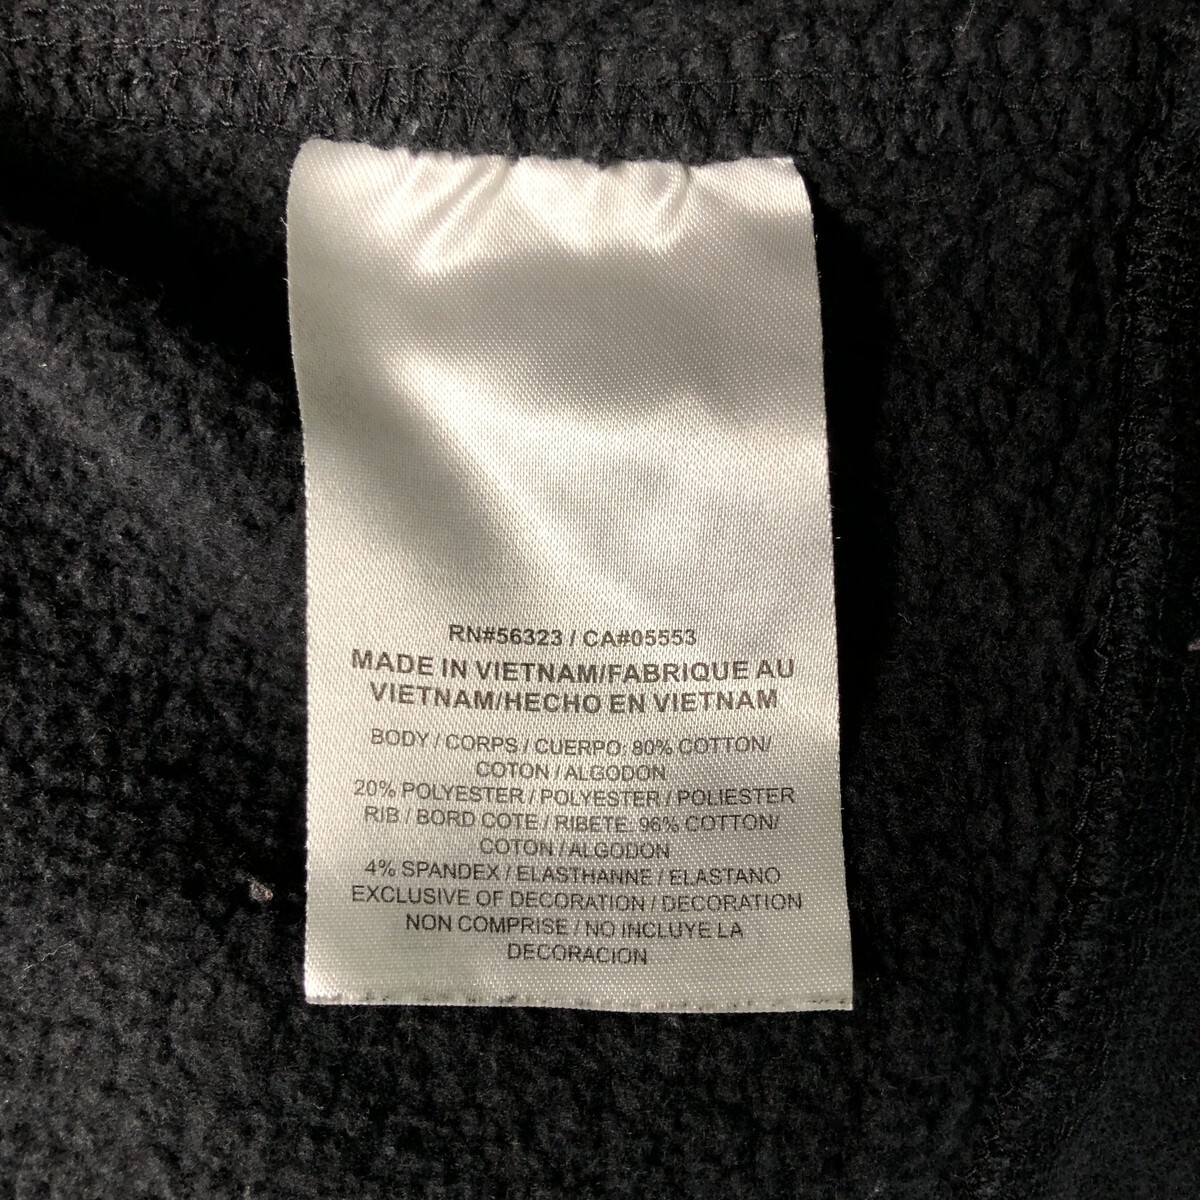 RN#56323 / CA#05553
MADE IN VIETNAM/FABRIQUE AU
VIETNAM/HECHO EN VIETNAM
BODY / CORPS / CUERPO: 80% COTTON/
COTON / ALGODON
20% POLYESTER / POLYESTER / POLIESTER
RIB / BORD COTE / RIBETE: 96% COTTON/
COTON / ALGODON
4% SPANDEX / ELASTHANNE / ELASTANO
EXCLUSIVE OF DECORATION / DECORATION
NON COMPRISE / NO INCLUYE LA
DECORACION